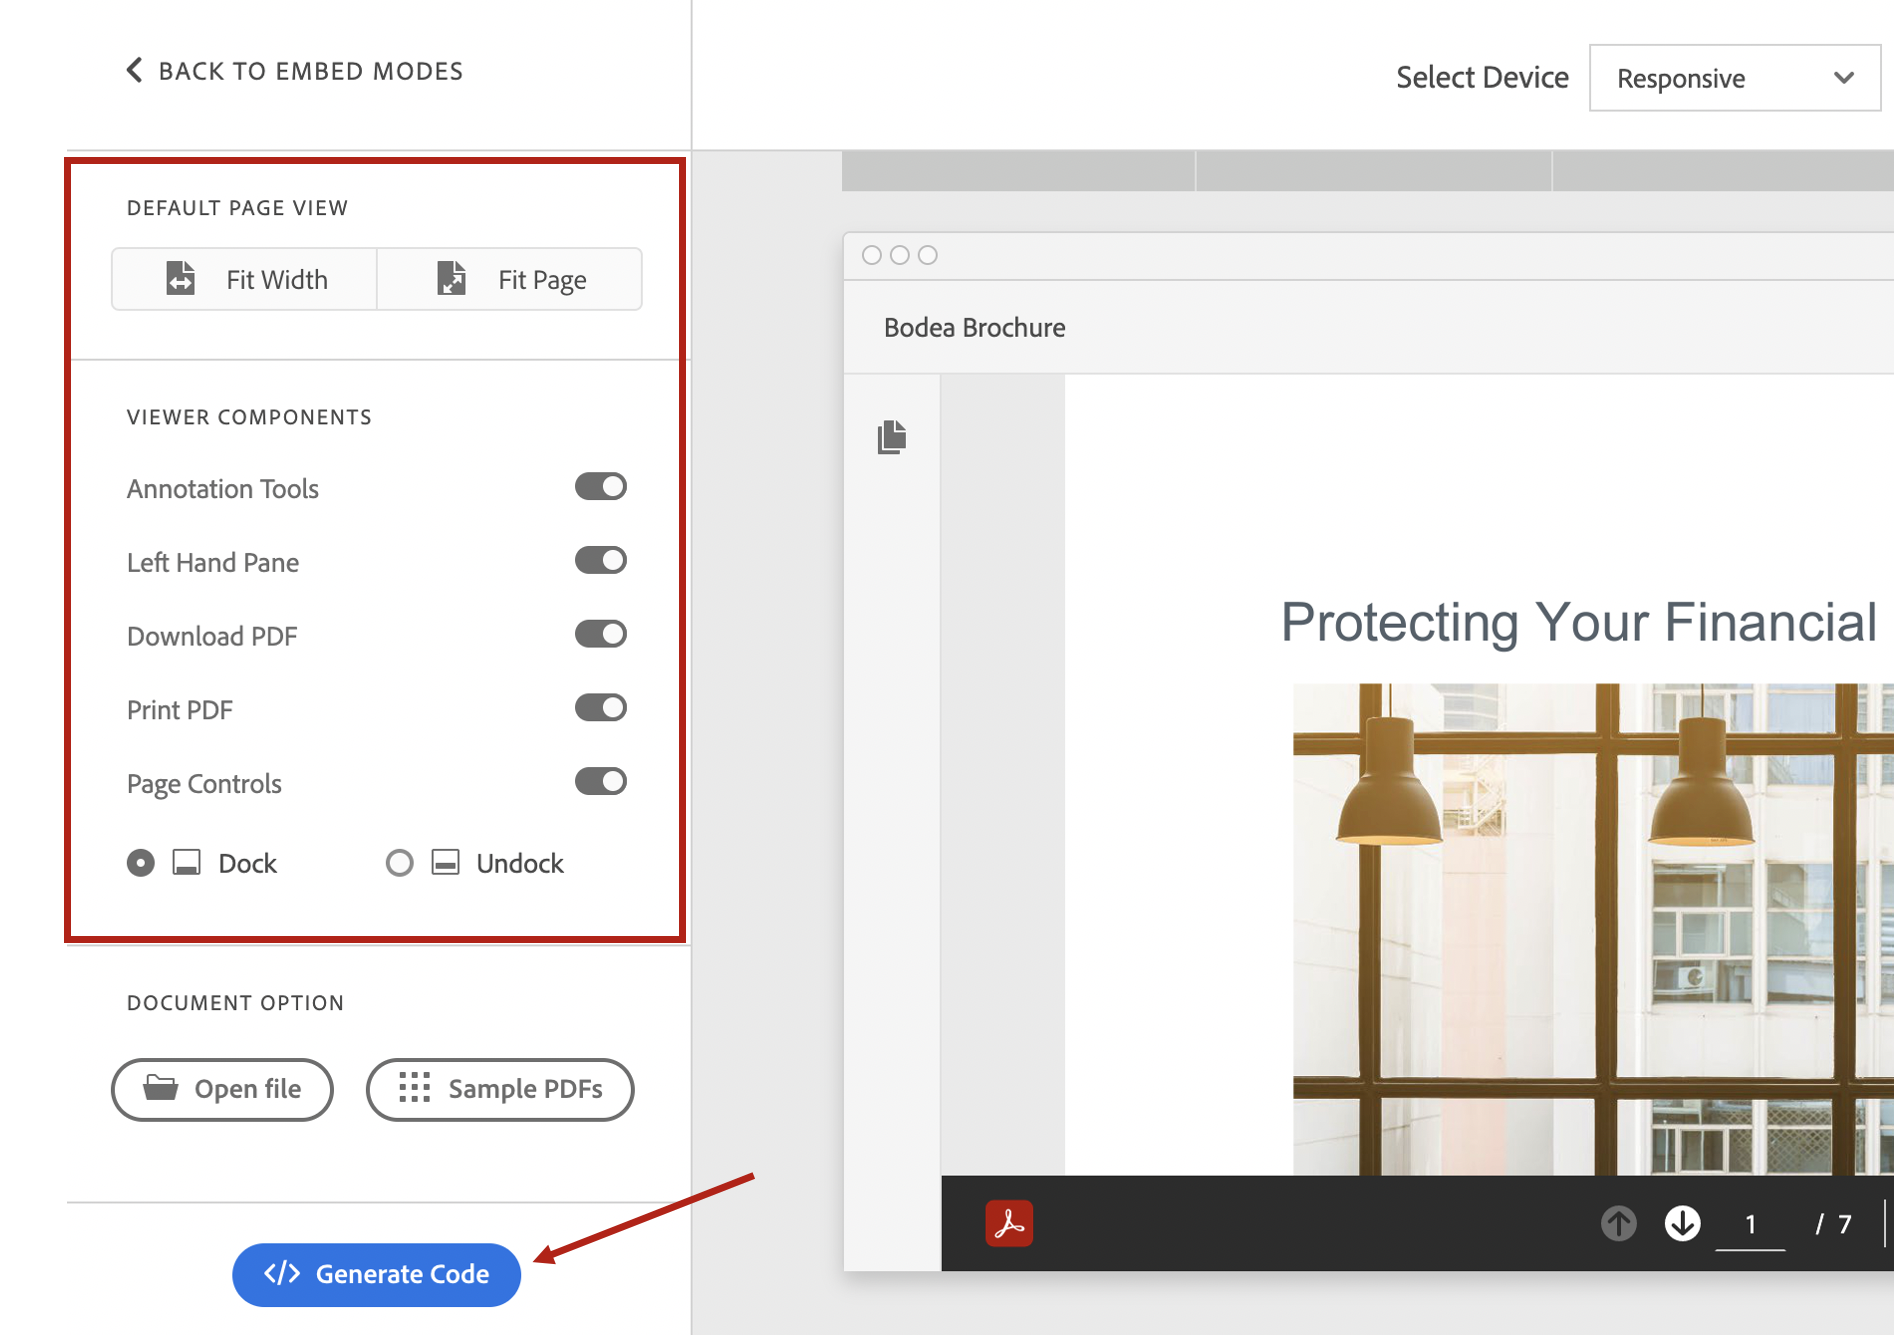 BACK TO EMBED MODES
Select Device
Responsive
DEFAULT PAGE VIEW
Fit Width
Fit Page
VIEWER COMPONENTS
Annotation Tools
Left Hand Pane
Download PDF
Print PDF
Page Controls
Dock
Undock
DOCUMENT OPTION
Open file
Sample PDFs
</> Generate Code
Bodea Brochure
Protecting Your Financial
1 / 7